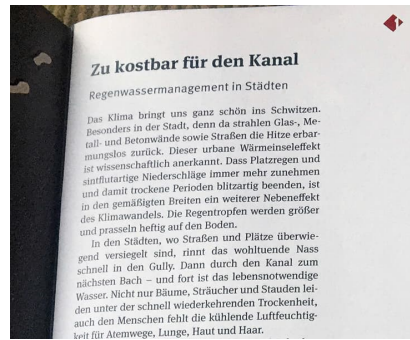 Zu kostbar für den Kanal
Regenwassermanagement in Städten
Das Klima bringt uns ganz schön ins Schwitzen.
Besonders in der Stadt, denn da strahlen Glas-, Me-
tall- und Betonwände sowie Straßen die Hitze erbar-
mungslos zurück. Dieser urbane Wärmeinseleffekt
ist wissenschaftlich anerkannt. Dass Platzregen und
sintflutartige Niederschläge immer mehr zunehmen
und damit trockene Perioden blitzartig beenden, ist
in den gemäßigten Breiten ein weiterer Nebeneffekt
des Klimawandels. Die Regentropfen werden größer
und prasseln heftig auf den Boden.
In den Städten, wo Straßen und Plätze überwie-
gend versiegelt sind, rinnt das wohltuende Nass
schnell in den Gully. Dann durch den Kanal zum
nächsten Bach – und fort ist das lebensnotwendige
Wasser. Nicht nur Bäume, Sträucher und Stauden lei-
den unter der schnell wiederkehrenden Trockenheit,
auch den Menschen fehlt die kühlende Luftfeuchtig-
keit für Atemwege, Lunge, Haut und Haar.